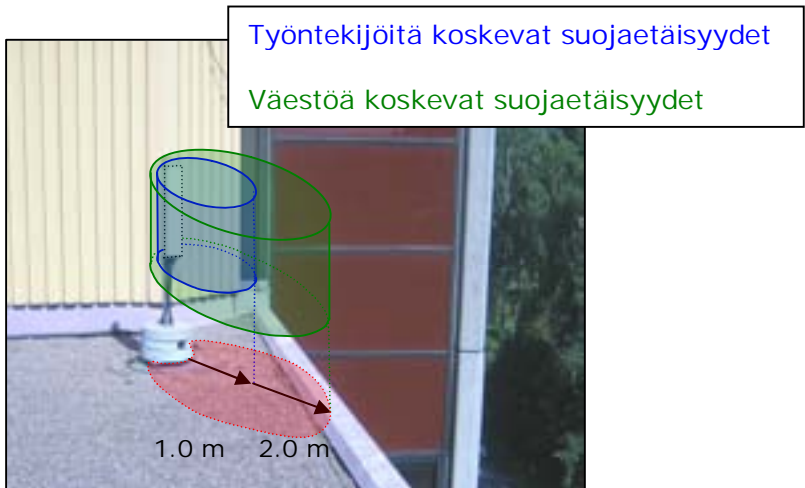 Työntekijöitä koskevat suojaetäisyydet
Väestöä koskevat suojaetäisyydet
1.0 m 2.0 m